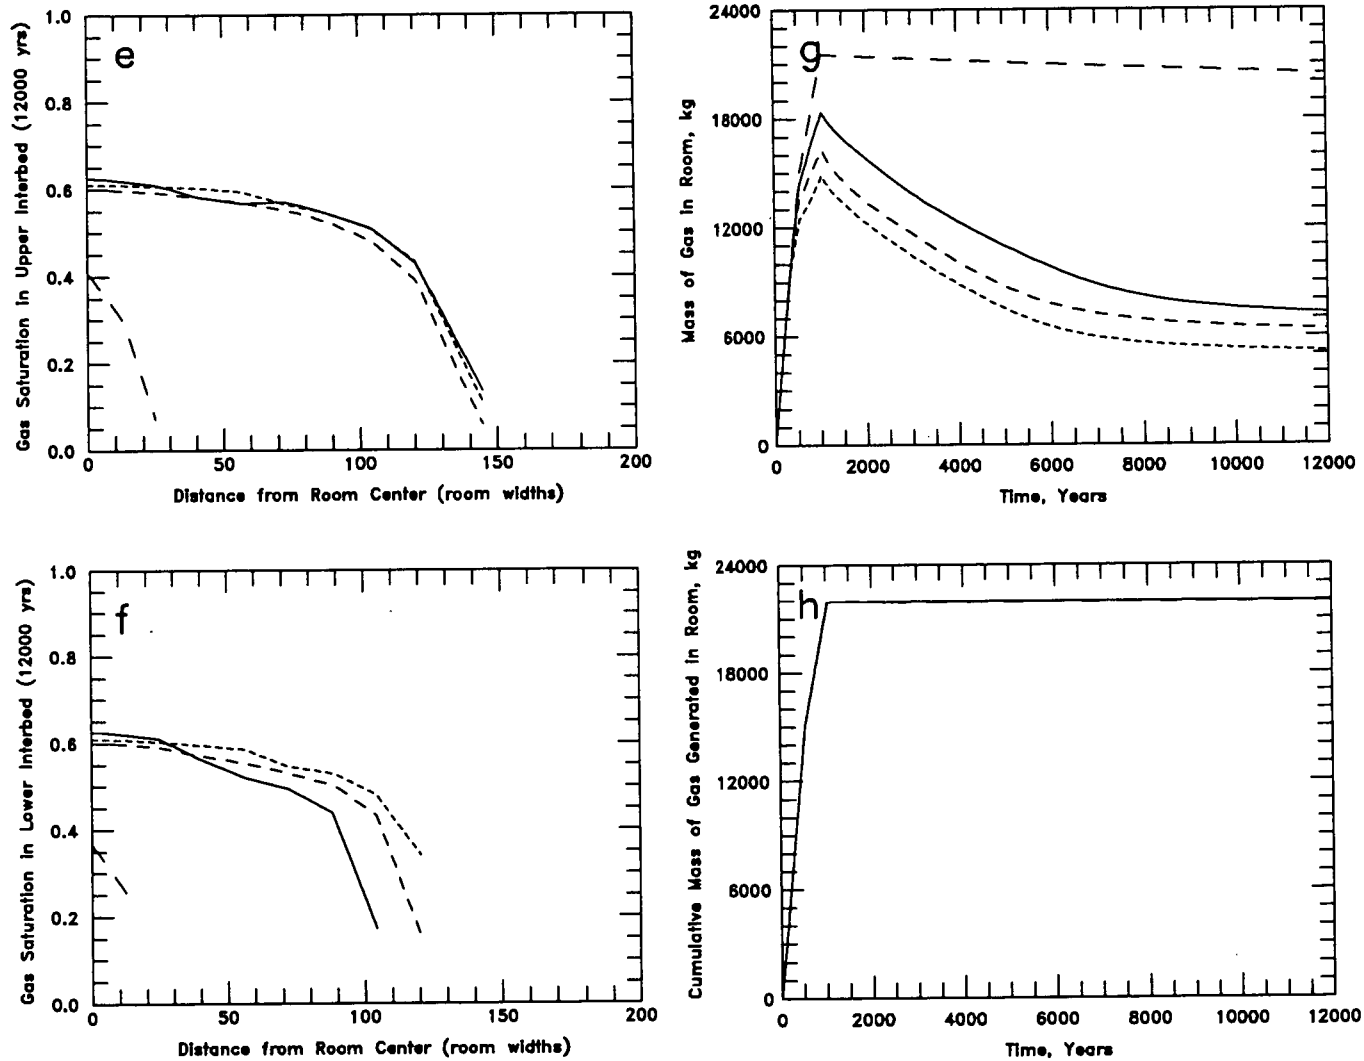 e
Gas Saturation in Upper Interbed (12000 yrs)
1.0
0.8
0.6
0.4
0.2
0.0
0 50 100 150 200
Distance from Room Center (room widths)
g
Mass of Gas in Room, kg
24000
18000
12000
6000
0
0 2000 4000 6000 8000 10000 12000
Time, Years
f
Gas Saturation in Lower Interbed (12000 yrs)
1.0
0.8
0.6
0.4
0.2
0.0
0 50 100 150 200
Distance from Room Center (room widths)
h
Cumulative Mass of Gas Generated in Room, kg
24000
18000
12000
6000
0
0 2000 4000 6000 8000 10000 12000
Time, Years